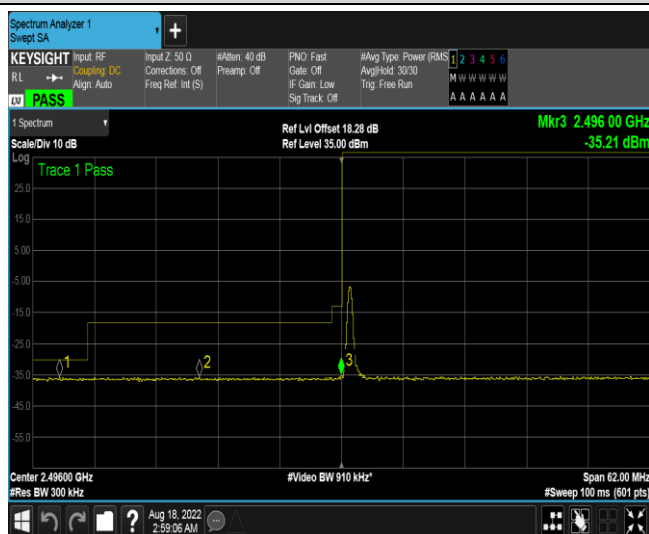 Spectrum Analyzer 1
Swept SA
+
KEYSIGHT Input: RF Input Z: 50 Ω #Atten: 40 dB PNO: Fast #Avg Type: Power (RMS 1 2 3 4 5 6
RL Coupling: DC Corrections: Off Preamp: Off Gate: Off Avg|Hold: 30/30 M W W W W W
Align: Auto Freq Ref: Int (S) IF Gain: Low Trig: Free Run
LXI PASS Sig Track: Off A A A A A A
1 Spectrum Ref Lvl Offset 18.28 dB Mkr3 2.496 00 GHz
Scale/Div 10 dB Ref Level 35.00 dBm -35.21 dBm
Log
Trace 1 Pass
25.0
15.0
5.00
-5.00
-15.0
-25.0
1 2 3
-35.0
-45.0
-55.0
Center 2.49600 GHz #Video BW 910 kHz* Span 62.00 MHz
#Res BW 300 kHz #Sweep 100 ms (601 pts)
? Aug 18, 2022
2:59:06 AM